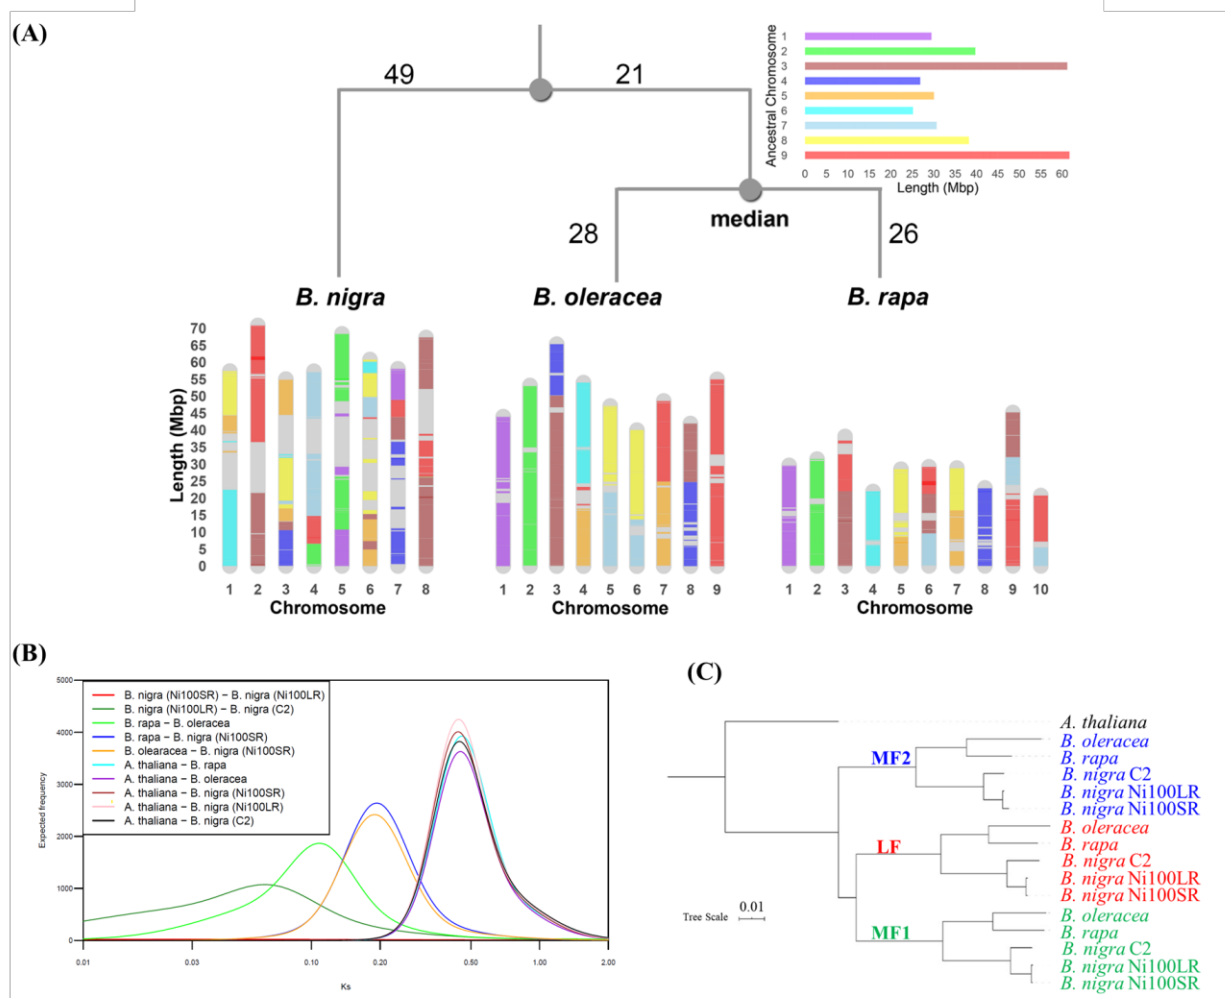 (A)
49
21
Ancestral Chromosome
1
2
3
4
5
6
7
8
9
0 5 10 15 20 25 30 35 40 45 50 55 60
Length (Mbp)
median
28
26
B. nigra
B. oleracea
B. rapa
Length (Mbp)
70
65
60
55
50
45
40
35
30
25
20
15
10
5
0
1 2 3 4 5 6 7 8
Chromosome
1 2 3 4 5 6 7 8 9
Chromosome
1 2 3 4 5 6 7 8 9 10
Chromosome
(B)
Expected frequency
5000
4000
3000
2000
1000
0
B. nigra (Ni100SR) − B. nigra (Ni100LR)
B. nigra (Ni100LR) − B. nigra (C2)
B. rapa − B. oleracea
B. rapa − B. nigra (Ni100SR)
B. olearacea − B. nigra (Ni100SR)
A. thaliana − B. rapa
A. thaliana − B. oleracea
A. thaliana − B. nigra (Ni100SR)
A. thaliana − B. nigra (Ni100LR)
A. thaliana − B. nigra (C2)
0.01 0.03 0.10 0.20 0.50 1.00 2.00
Ks
(C)
A. thaliana
MF2
B. oleracea
B. rapa
B. nigra C2
B. nigra Ni100LR
B. nigra Ni100SR
LF
B. oleracea
B. rapa
B. nigra C2
B. nigra Ni100LR
B. nigra Ni100SR
MF1
B. oleracea
B. rapa
B. nigra C2
B. nigra Ni100LR
B. nigra Ni100SR
Tree Scale 0.01